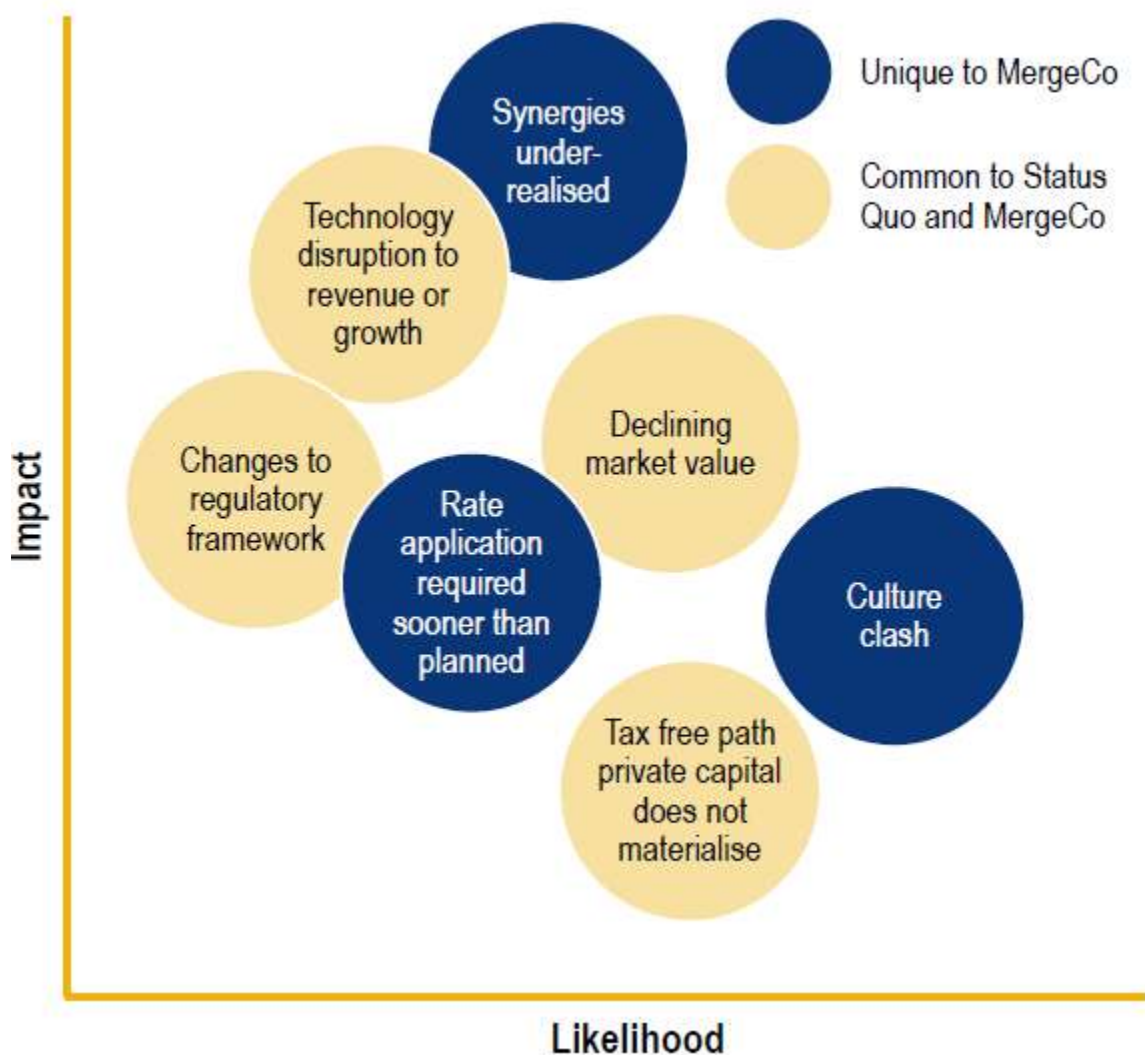 Synergies
under-
realised
Unique to MergeCo
Common to Status
Quo and MergeCo
Technology
disruption to
revenue or
growth
Declining
market value
Changes to
regulatory
framework
Rate
application
required
sooner than
planned
Culture
clash
Tax free path
private capital
does not
materialise
Impact
Likelihood